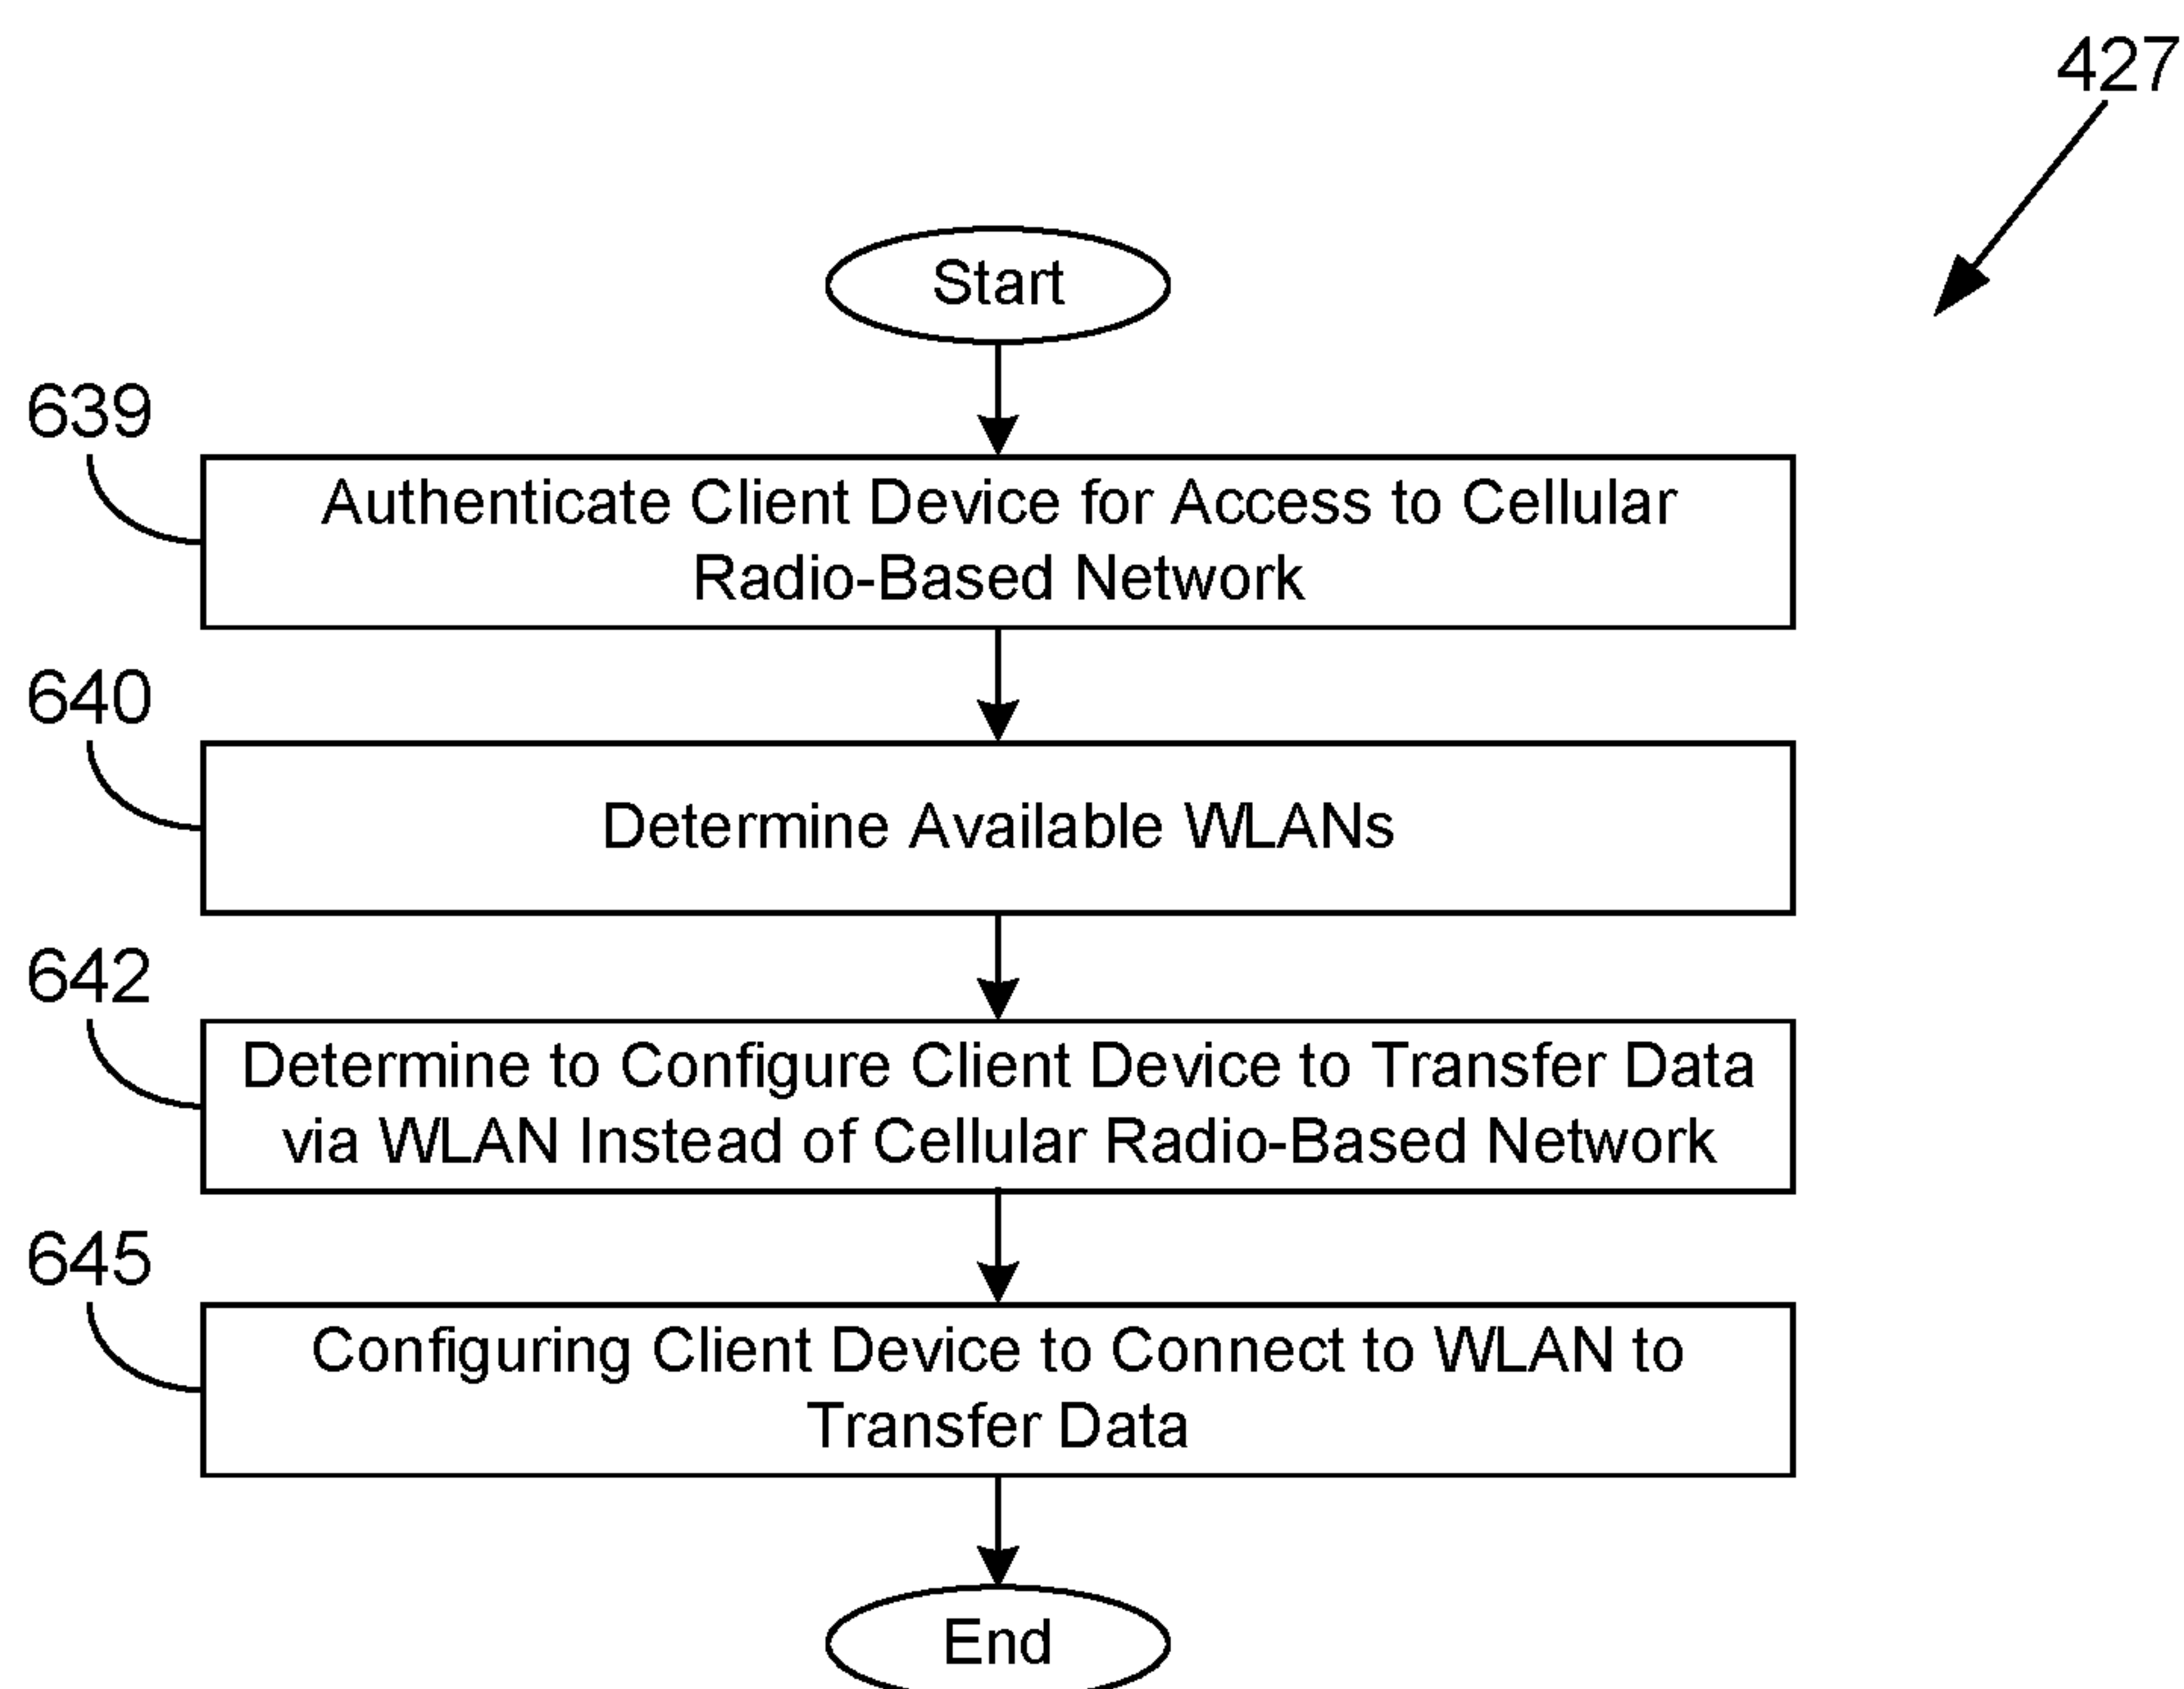 427
Start
639
Authenticate Client Device for Access to Cellular
Radio-Based Network
640
Determine Available WLANs
642
Determine to Configure Client Device to Transfer Data
via WLAN Instead of Cellular Radio-Based Network
645
Configuring Client Device to Connect to WLAN to
Transfer Data
End